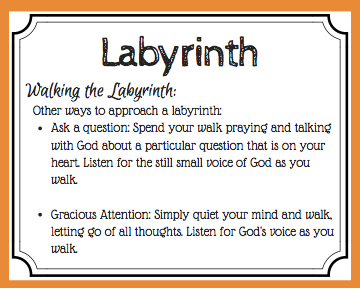 Labyrinth
Walking the Labyrinth:
Other ways to approach a labyrinth:
• Ask a question: Spend your walk praying and talking
with God about a particular question that is on your
heart. Listen for the still small voice of God as you
walk.
• Gracious Attention: Simply quiet your mind and walk,
letting go of all thoughts. Listen for God's voice as you
walk.